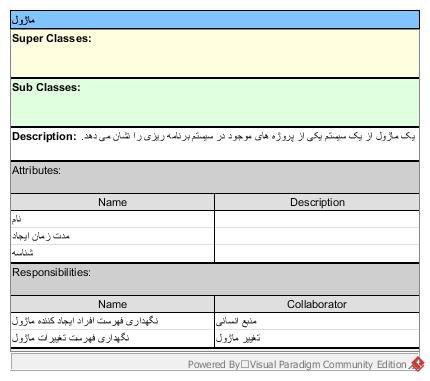 ماژول
Super Classes:
Sub Classes:
Description: یک ماژول از یک سیستم یکی از پروژه های موجود در سیستم برنامه ریزی را نشان می دهد.
Attributes:
Name Description
نام
مدت زمان ایجاد
شناسه
Responsibilities:
Name Collaborator
نگهداری فهرست افراد ایجاد کننده ماژول منبع انسانی
نگهداری فهرست تغییرات ماژول تغییر ماژول
Powered By□Visual Paradigm Community Edition